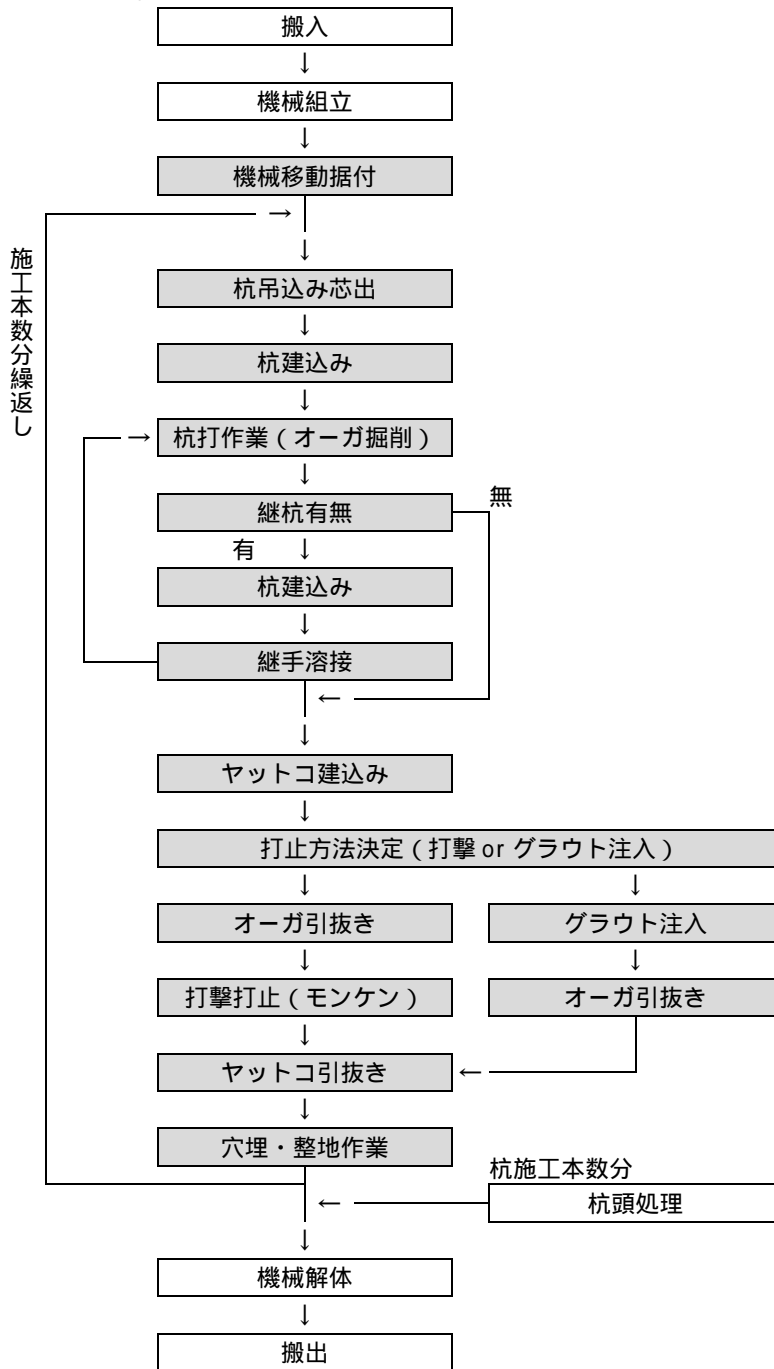 搬入
↓
機械組立
↓
機械移動据付
→
↓
施工本数分繰返し
杭吊込み芯出
↓
杭建込み
↓
→ 杭打作業（オーガ掘削）
↓
継杭有無
無
有 ↓
杭建込み
↓
継手溶接
←
↓
ヤットコ建込み
↓
打止方法決定（打撃 or グラウト注入）
↓ ↓
オーガ引抜き グラウト注入
↓ ↓
打撃打止（モンケン） オーガ引抜き
↓
ヤットコ引抜き ←
↓
穴埋・整地作業
杭施工本数分
← 杭頭処理
↓
機械解体
↓
搬出